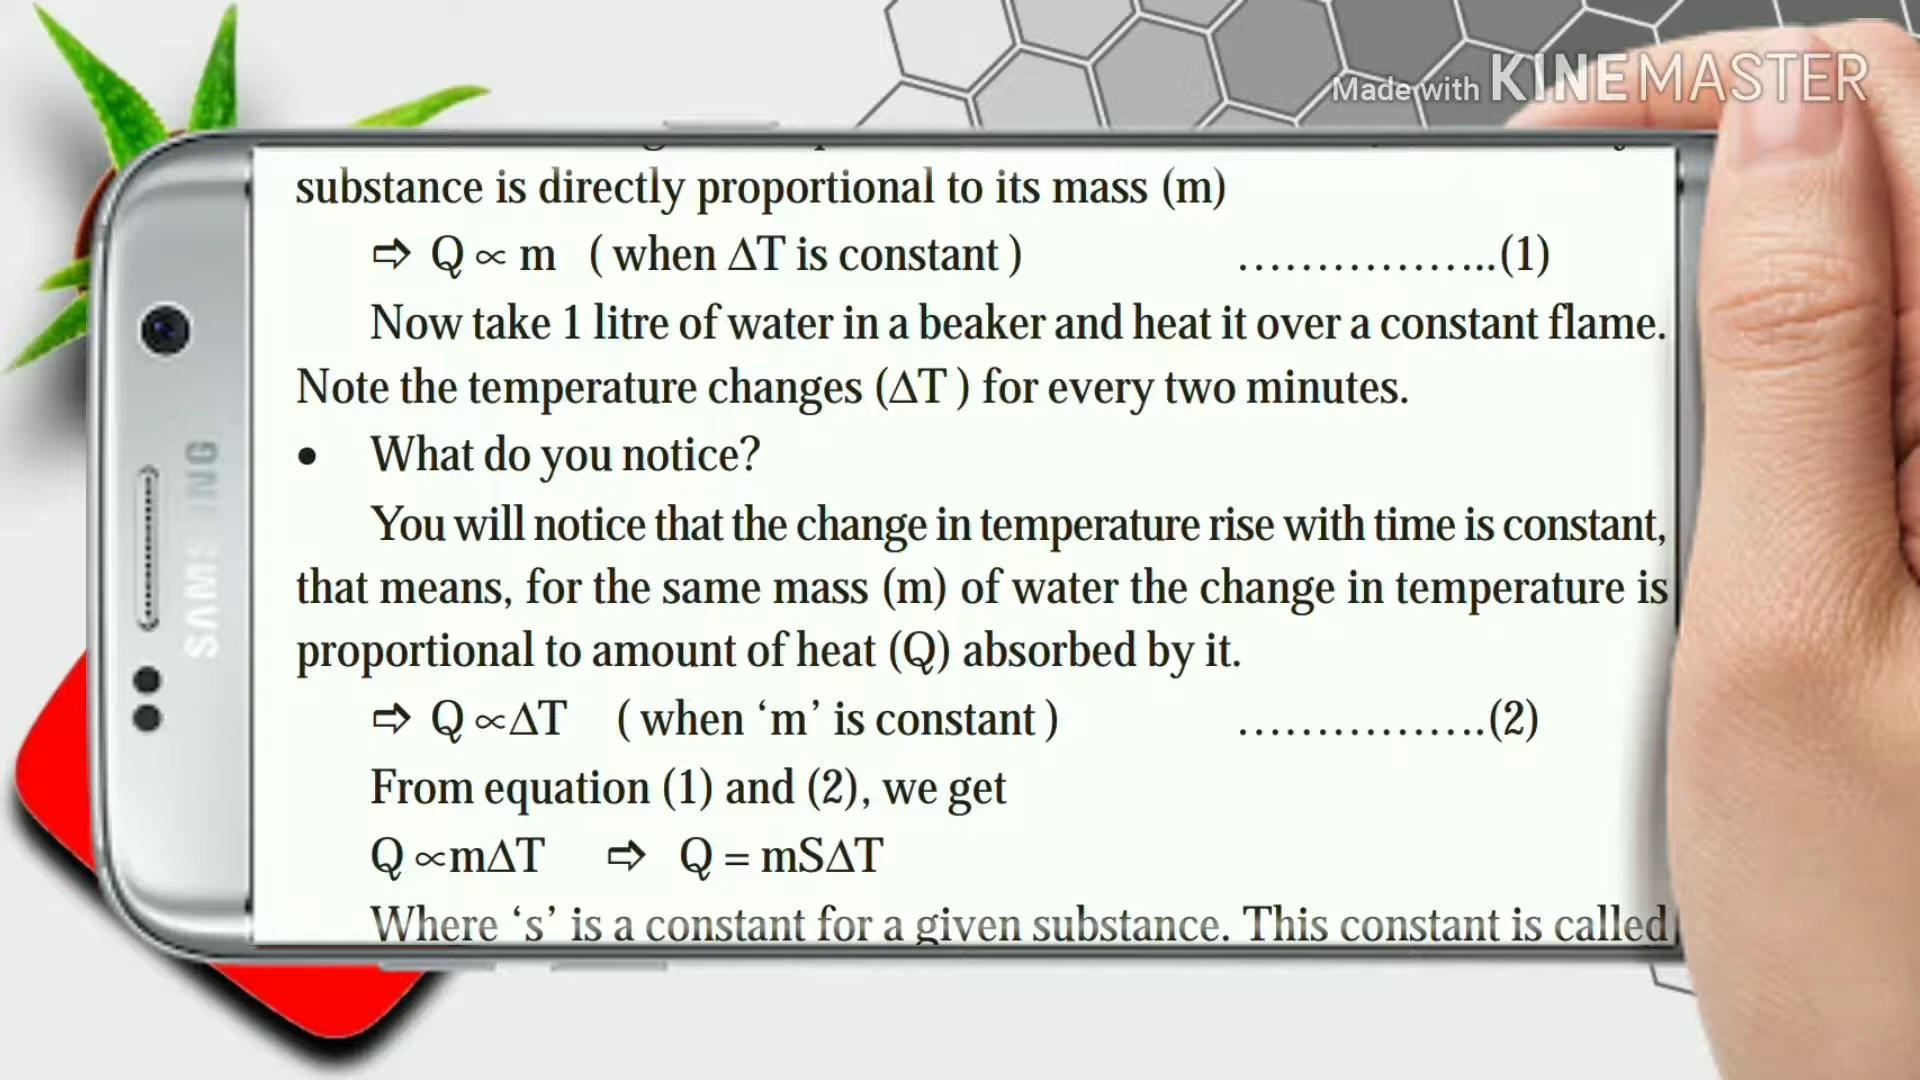 Made with KINEMASTER
substance is directly proportional to its mass (m)
⇨ Q ∝ m ( when ΔT is constant ) ……………..(1)
Now take 1 litre of water in a beaker and heat it over a constant flame.
Note the temperature changes (ΔT ) for every two minutes.
• What do you notice?
You will notice that the change in temperature rise with time is constant,
that means, for the same mass (m) of water the change in temperature is
proportional to amount of heat (Q) absorbed by it.
⇨ Q ∝ΔT ( when ‘m’ is constant ) …………….(2)
From equation (1) and (2), we get
Q ∝mΔT ⇨ Q = mSΔT
Where ‘s’ is a constant for a given substance. This constant is called